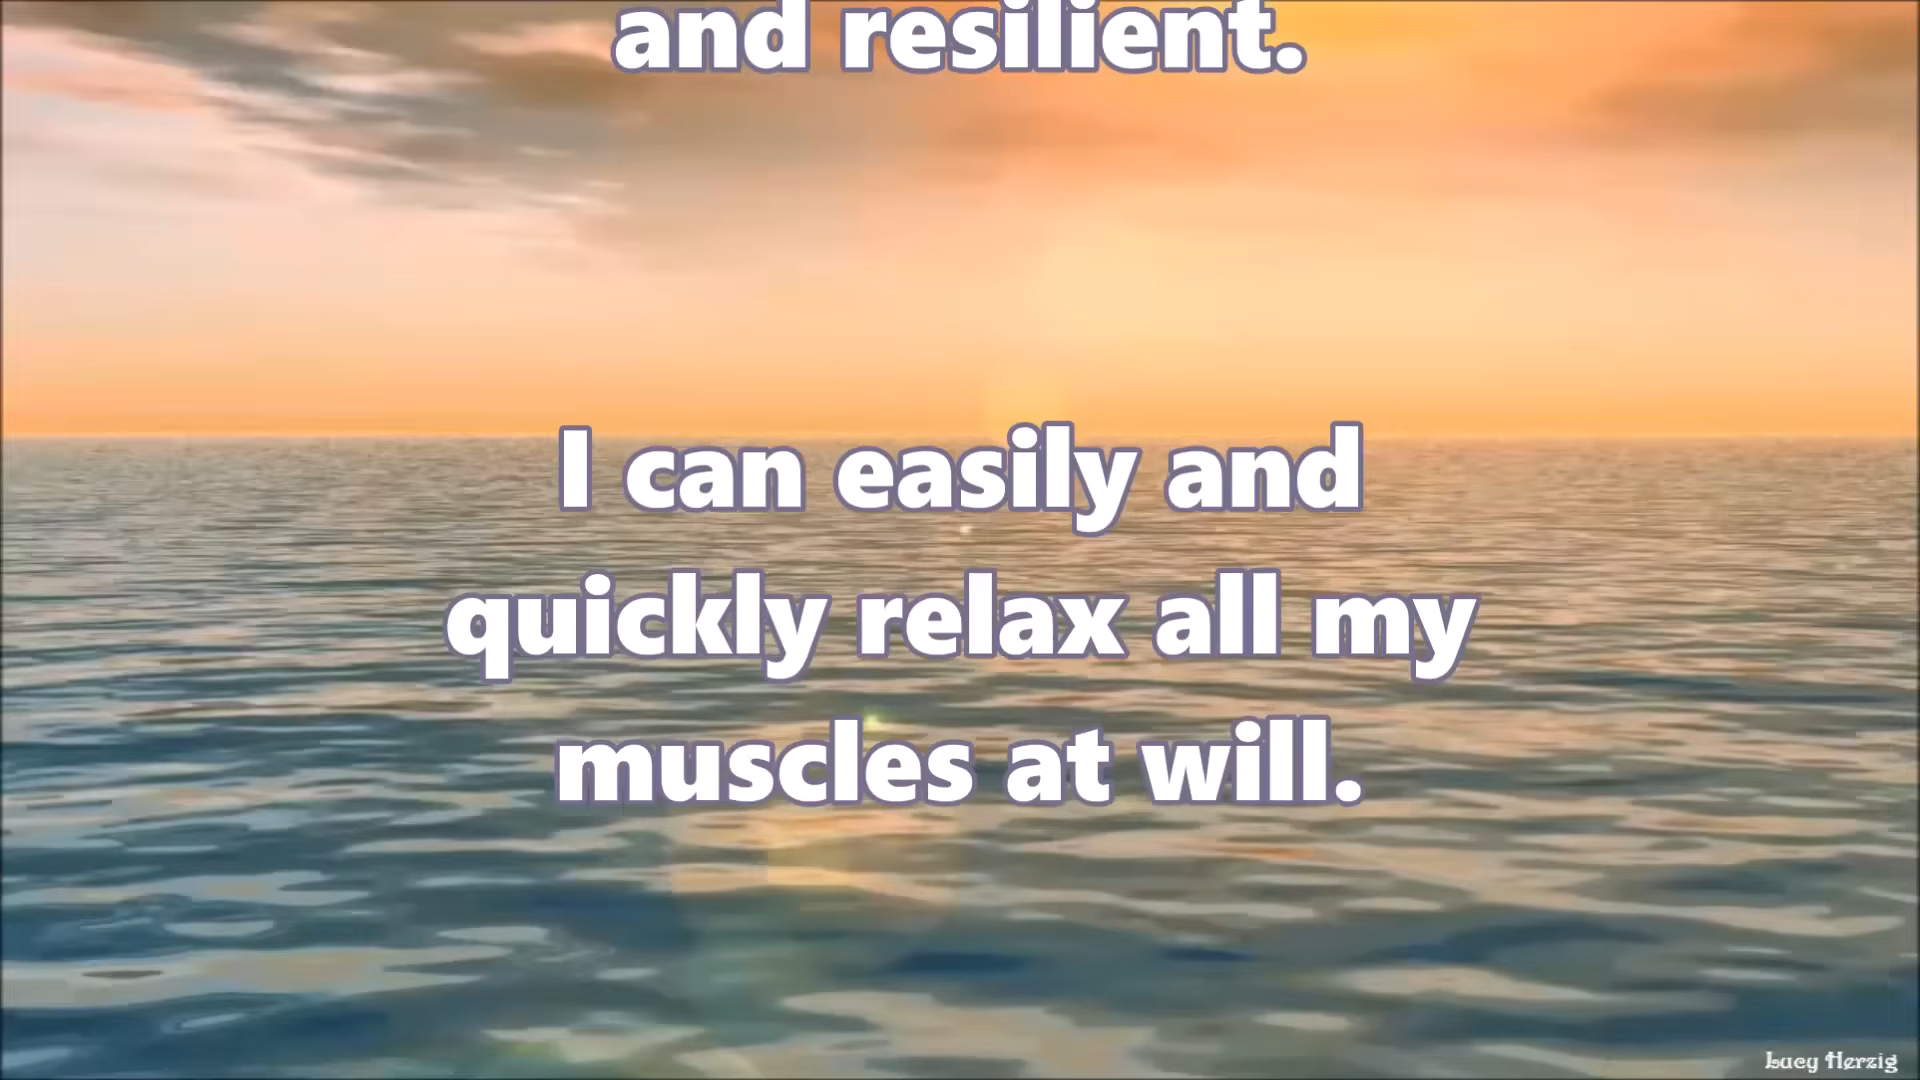 and resilient.
I can easily and
quickly relax all my
muscles at will.
Lucy Herzig